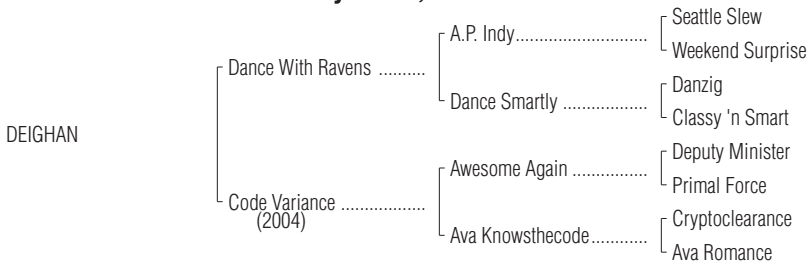 Seattle Slew
A.P. Indy..............................
Weekend Surprise
Dance With Ravens ..........
Danzig
Dance Smartly ...................
Classy 'n Smart
DEIGHAN
Deputy Minister
Awesome Again .................
Primal Force
Code Variance ...................
(2004)
Cryptoclearance
Ava Knowsthecode.............
Ava Romance